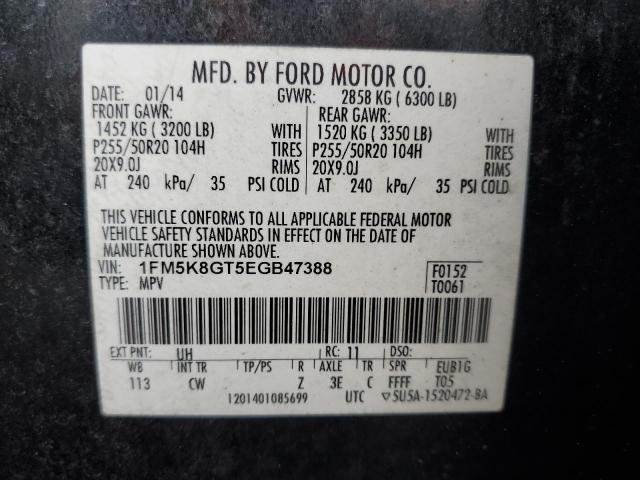 MFD. BY FORD MOTOR CO.
DATE: 01/14 GVWR: 2858 KG ( 6300 LB)
FRONT GAWR: REAR GAWR:
1452 KG ( 3200 LB) WITH 1520 KG ( 3350 LB) WITH
P255/50R20 104H TIRES P255/50R20 104H TIRES
20X9.0J RIMS 20X9.0J RIMS
AT 240 kPa/ 35 PSI COLD AT 240 kPa/ 35 PSI COLD
THIS VEHICLE CONFORMS TO ALL APPLICABLE FEDERAL MOTOR
VEHICLE SAFETY STANDARDS IN EFFECT ON THE DATE OF
MANUFACTURE SHOWN ABOVE.
VIN: 1FM5K8GT5EGB47388 F0152
TYPE: MPV T0061
EXT PNT: UH RC: 11 DSO:
WB INT TR TP/PS R AXLE TR SPR EUB1G
113 CW Z 3E C FFFF T05
1201401085699 UTC ▽5U5A-1520472-BA